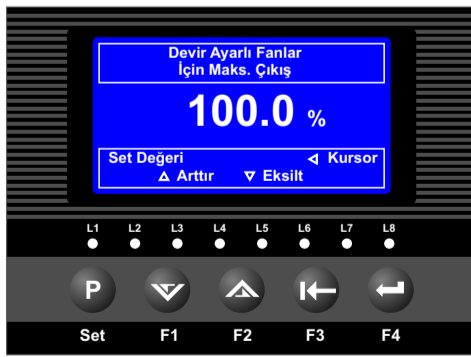 Devir Ayarlı Fanlar
İçin Maks. Çıkış
100.0 %
Set Değeri ◁ Kursor
△ Arttır ▽ Eksilt
L1 L2 L3 L4 L5 L6 L7 L8
P
Set F1 F2 F3 F4